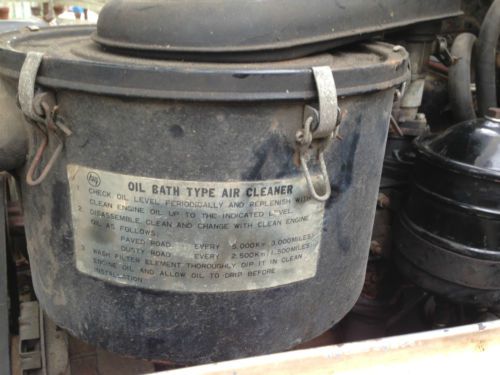 OIL BATH TYPE AIR CLEANER
1. CHECK OIL LEVEL PERIODICALLY AND REPLENISH WITH
CLEAN ENGINE OIL UP TO THE INDICATED LEVEL.
2. DISASSEMBLE CLEAN AND CHANGE WITH CLEAN ENGINE
OIL AS FOLLOWS.
PAVED ROAD EVERY 5,000Km 3,000MILES
DUSTY ROAD EVERY 2,500Km 1,500MILES
3. WASH FILTER ELEMENT THOROUGHLY DIP IT IN CLEAN
ENGINE OIL AND ALLOW OIL TO DRIP BEFORE
INSTALLATION